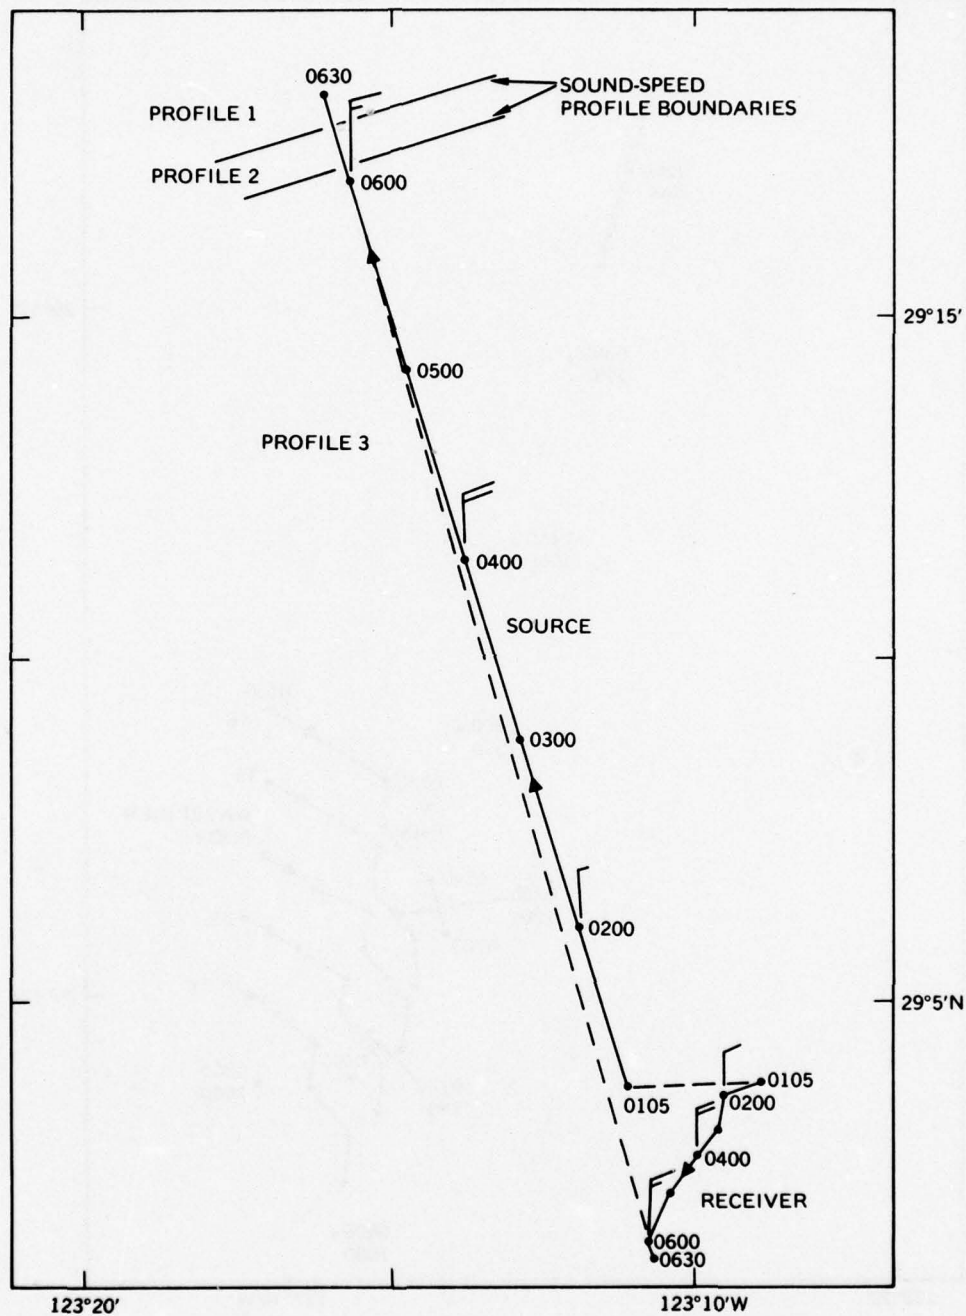 0630
SOUND-SPEED
PROFILE BOUNDARIES
PROFILE 1
PROFILE 2
0600
29°15'
0500
PROFILE 3
0400
SOURCE
0300
0200
29°5'N
0105
0105
0200
0400
RECEIVER
0600
0630
123°20'
123°10'W